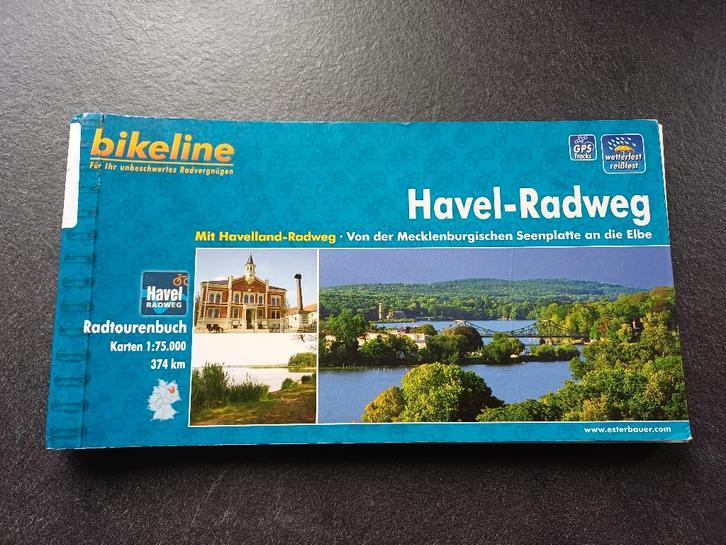 bikeline
Für Ihr unbeschwertes Radvergnügen
GPS
Tracks
wetterfest
reißfest
Havel-Radweg
Mit Havelland-Radweg · Von der Mecklenburgischen Seenplatte an die Elbe
Havel
RADWEG
Radtourenbuch
Karten 1:75.000
374 km
www.esterbauer.com